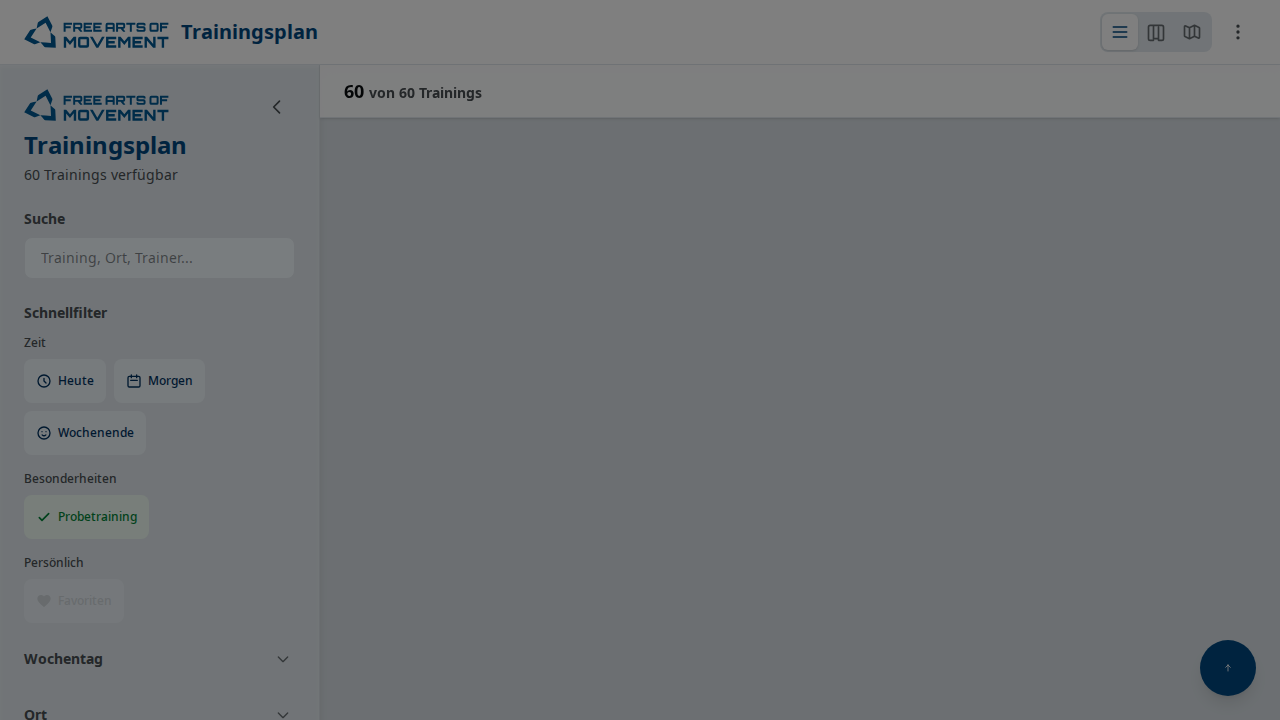 FREE ARTS OF
MOVEMENT
Trainingsplan
FREE ARTS OF
MOVEMENT
Trainingsplan
60 Trainings verfügbar
Suche
Training, Ort, Trainer...
Schnellfilter
Zeit
Heute
Morgen
Wochenende
Besonderheiten
Probetraining
Persönlich
Favoriten
Wochentag
Ort
60 von 60 Trainings